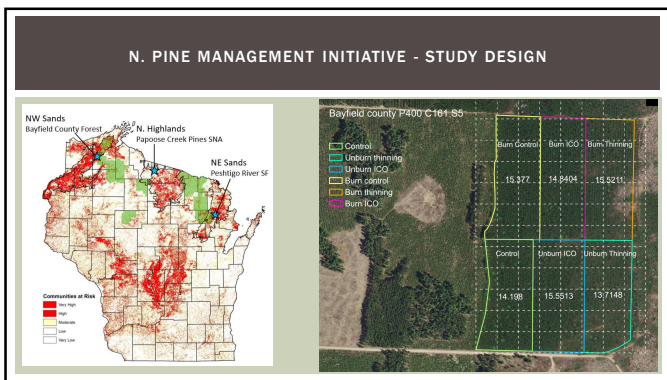 N. PINE MANAGEMENT INITIATIVE - STUDY DESIGN
NW Sands
Bayfield County Forest
N. Highlands
Papoose Creek Pines SNA
NE Sands
Peshtigo River SF
Communities at Risk
Very High
High
Moderate
Low
Very Low
Bayfield county P400 C161 S5
Control
Unburn thinning
Unburn ICO
Burn control
Burn thinning
Burn ICO
Burn Control
Burn ICO
Burn Thinning
15.377
14.8404
15.5211
Control
Unburn ICO
Unburn Thinning
14.198
15.5513
13.7148